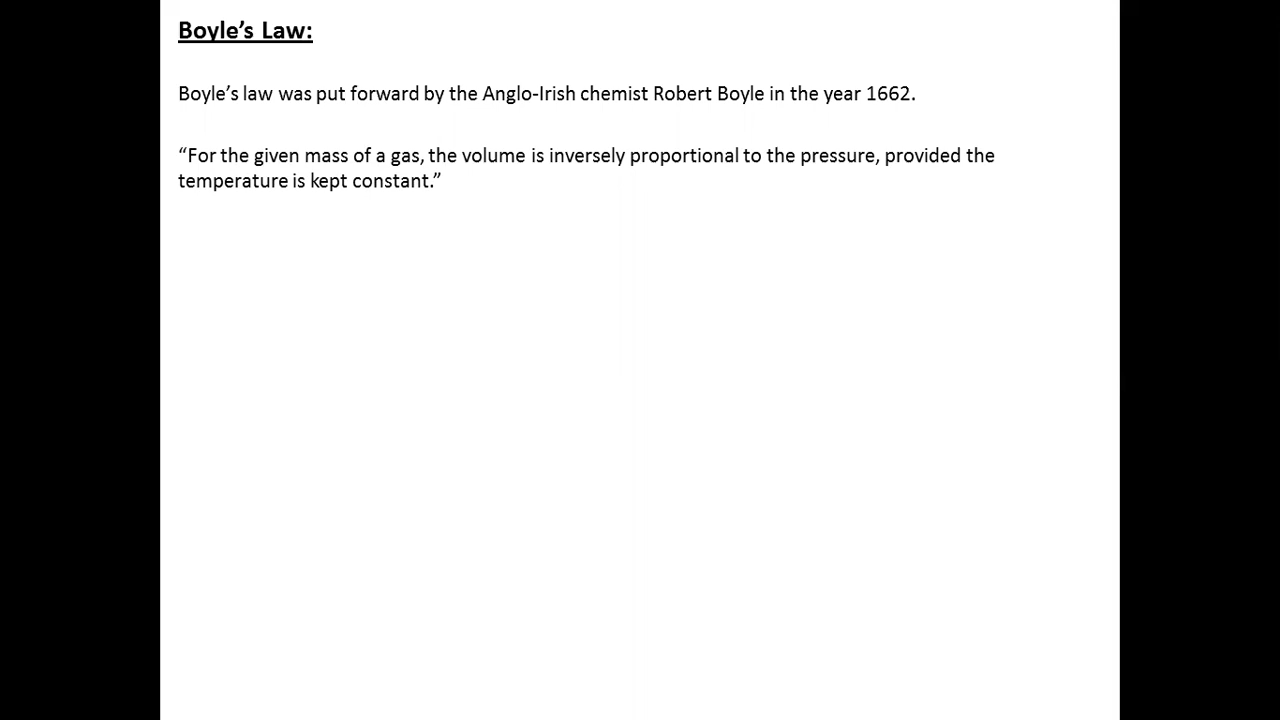 Boyle’s Law:
Boyle’s law was put forward by the Anglo-Irish chemist Robert Boyle in the year 1662.
“For the given mass of a gas, the volume is inversely proportional to the pressure, provided the
temperature is kept constant.”